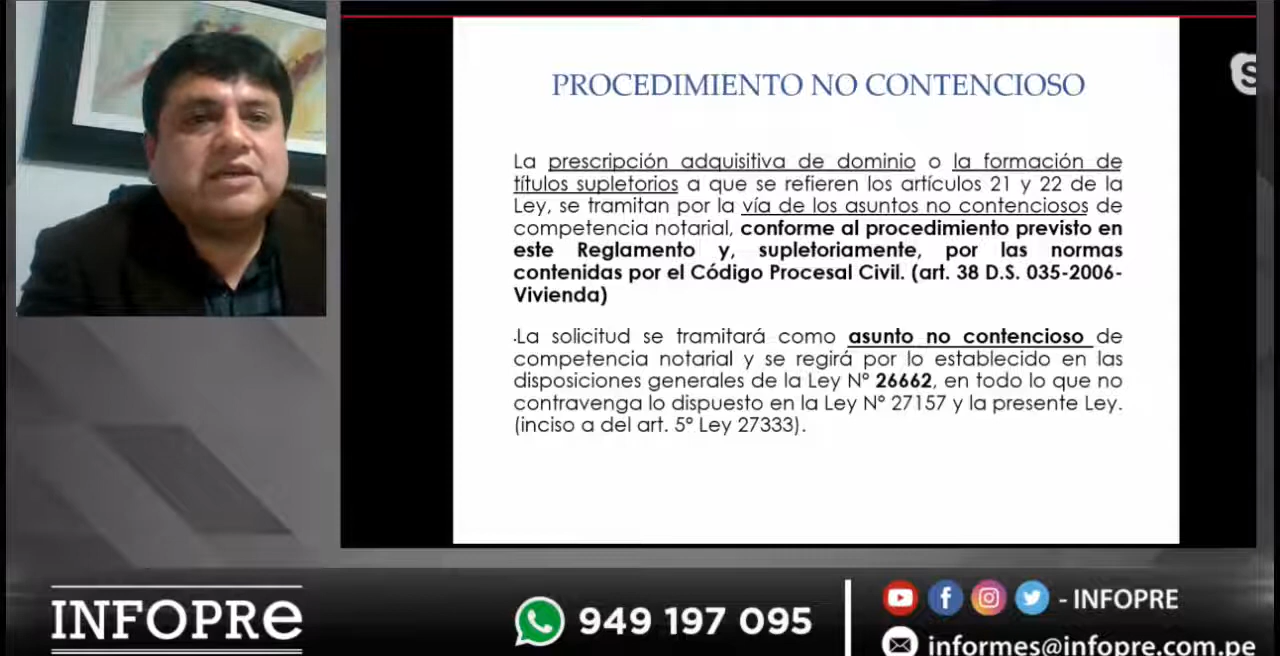 PROCEDIMIENTO NO CONTENCIOSO
La prescripción adquisitiva de dominio o la formación de
títulos supletorios a que se refieren los artículos 21 y 22 de la
Ley, se tramitan por la vía de los asuntos no contenciosos de
competencia notarial, conforme al procedimiento previsto en
este Reglamento y, supletoriamente, por las normas
contenidas por el Código Procesal Civil. (art. 38 D.S. 035-2006-
Vivienda)
.La solicitud se tramitará como asunto no contencioso de
competencia notarial y se regirá por lo establecido en las
disposiciones generales de la Ley Nº 26662, en todo lo que no
contravenga lo dispuesto en la Ley Nº 27157 y la presente Ley.
(inciso a del art. 5º Ley 27333).
INFOPRe
949 197 095
- INFOPRE
informes@infopre.com.pe